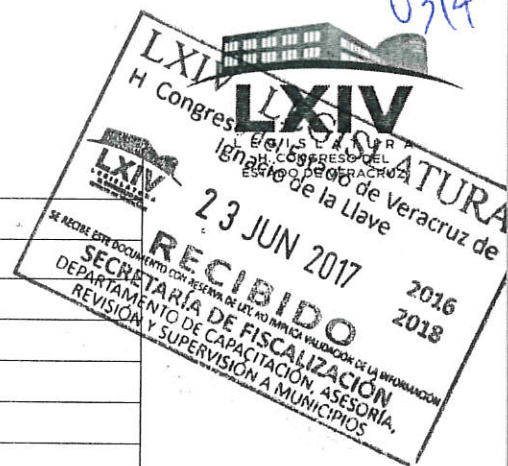 LXIV
LEGISLATURA
H. CONGRESO DEL
ESTADO DE VERACRUZ
LXIV LEGISLATURA
H Congreso del Estado de Veracruz de
Ignacio de la Llave
LXIV
LEGISLATURA
23 JUN 2017
2016
2018
RECIBIDO
SE RECIBE ESTE DOCUMENTO CON RESERVA DE LEY, NO IMPLICA VALIDACIÓN DE LA INFORMACIÓN
SECRETARÍA DE FISCALIZACIÓN
DEPARTAMENTO DE CAPACITACIÓN, ASESORÍA,
REVISIÓN Y SUPERVISIÓN A MUNICIPIOS